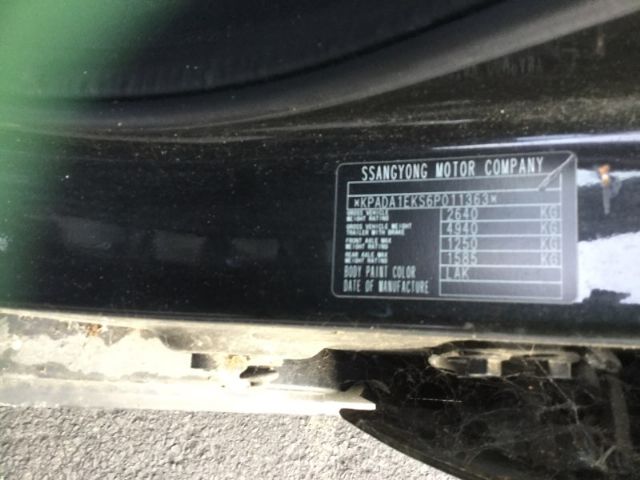 SSANGYONG MOTOR COMPANY
*KPADA1EKS6P011363*
GROSS VEHICLE WEIGHT RATING 2640 KG
GROSS VEHICLE TRAILER WITH BRAKE 4940 KG
FRONT AXLE MAX WEIGHT RATING 1250 KG
REAR AXLE MAX WEIGHT RATING 1585 KG
BODY PAINT COLOR LAK
DATE OF MANUFACTURE